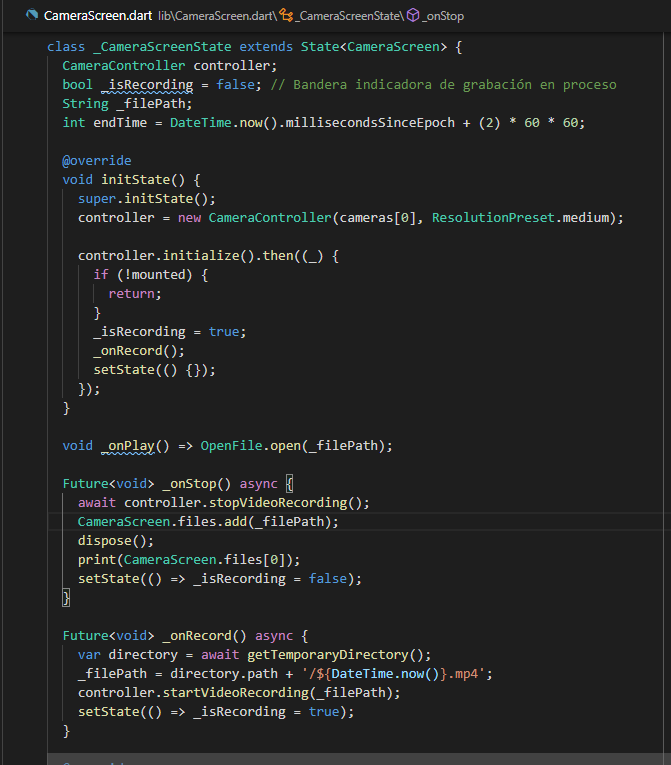 CameraScreen.dart lib\CameraScreen.dart\_CameraScreenState\_onStop
class _CameraScreenState extends State<CameraScreen> {
CameraController controller;
bool _isRecording = false; // Bandera indicadora de grabación en proceso
String _filePath;
int endTime = DateTime.now().millisecondsSinceEpoch + (2) * 60 * 60;
@override
void initState() {
super.initState();
controller = new CameraController(cameras[0], ResolutionPreset.medium);
controller.initialize().then((_) {
if (!mounted) {
return;
}
_isRecording = true;
_onRecord();
setState(() {});
});
}
void _onPlay() => OpenFile.open(_filePath);
Future<void> _onStop() async {
await controller.stopVideoRecording();
CameraScreen.files.add(_filePath);
dispose();
print(CameraScreen.files[0]);
setState(() => _isRecording = false);
}
Future<void> _onRecord() async {
var directory = await getTemporaryDirectory();
_filePath = directory.path + '/${DateTime.now()}.mp4';
controller.startVideoRecording(_filePath);
setState(() => _isRecording = true);
}